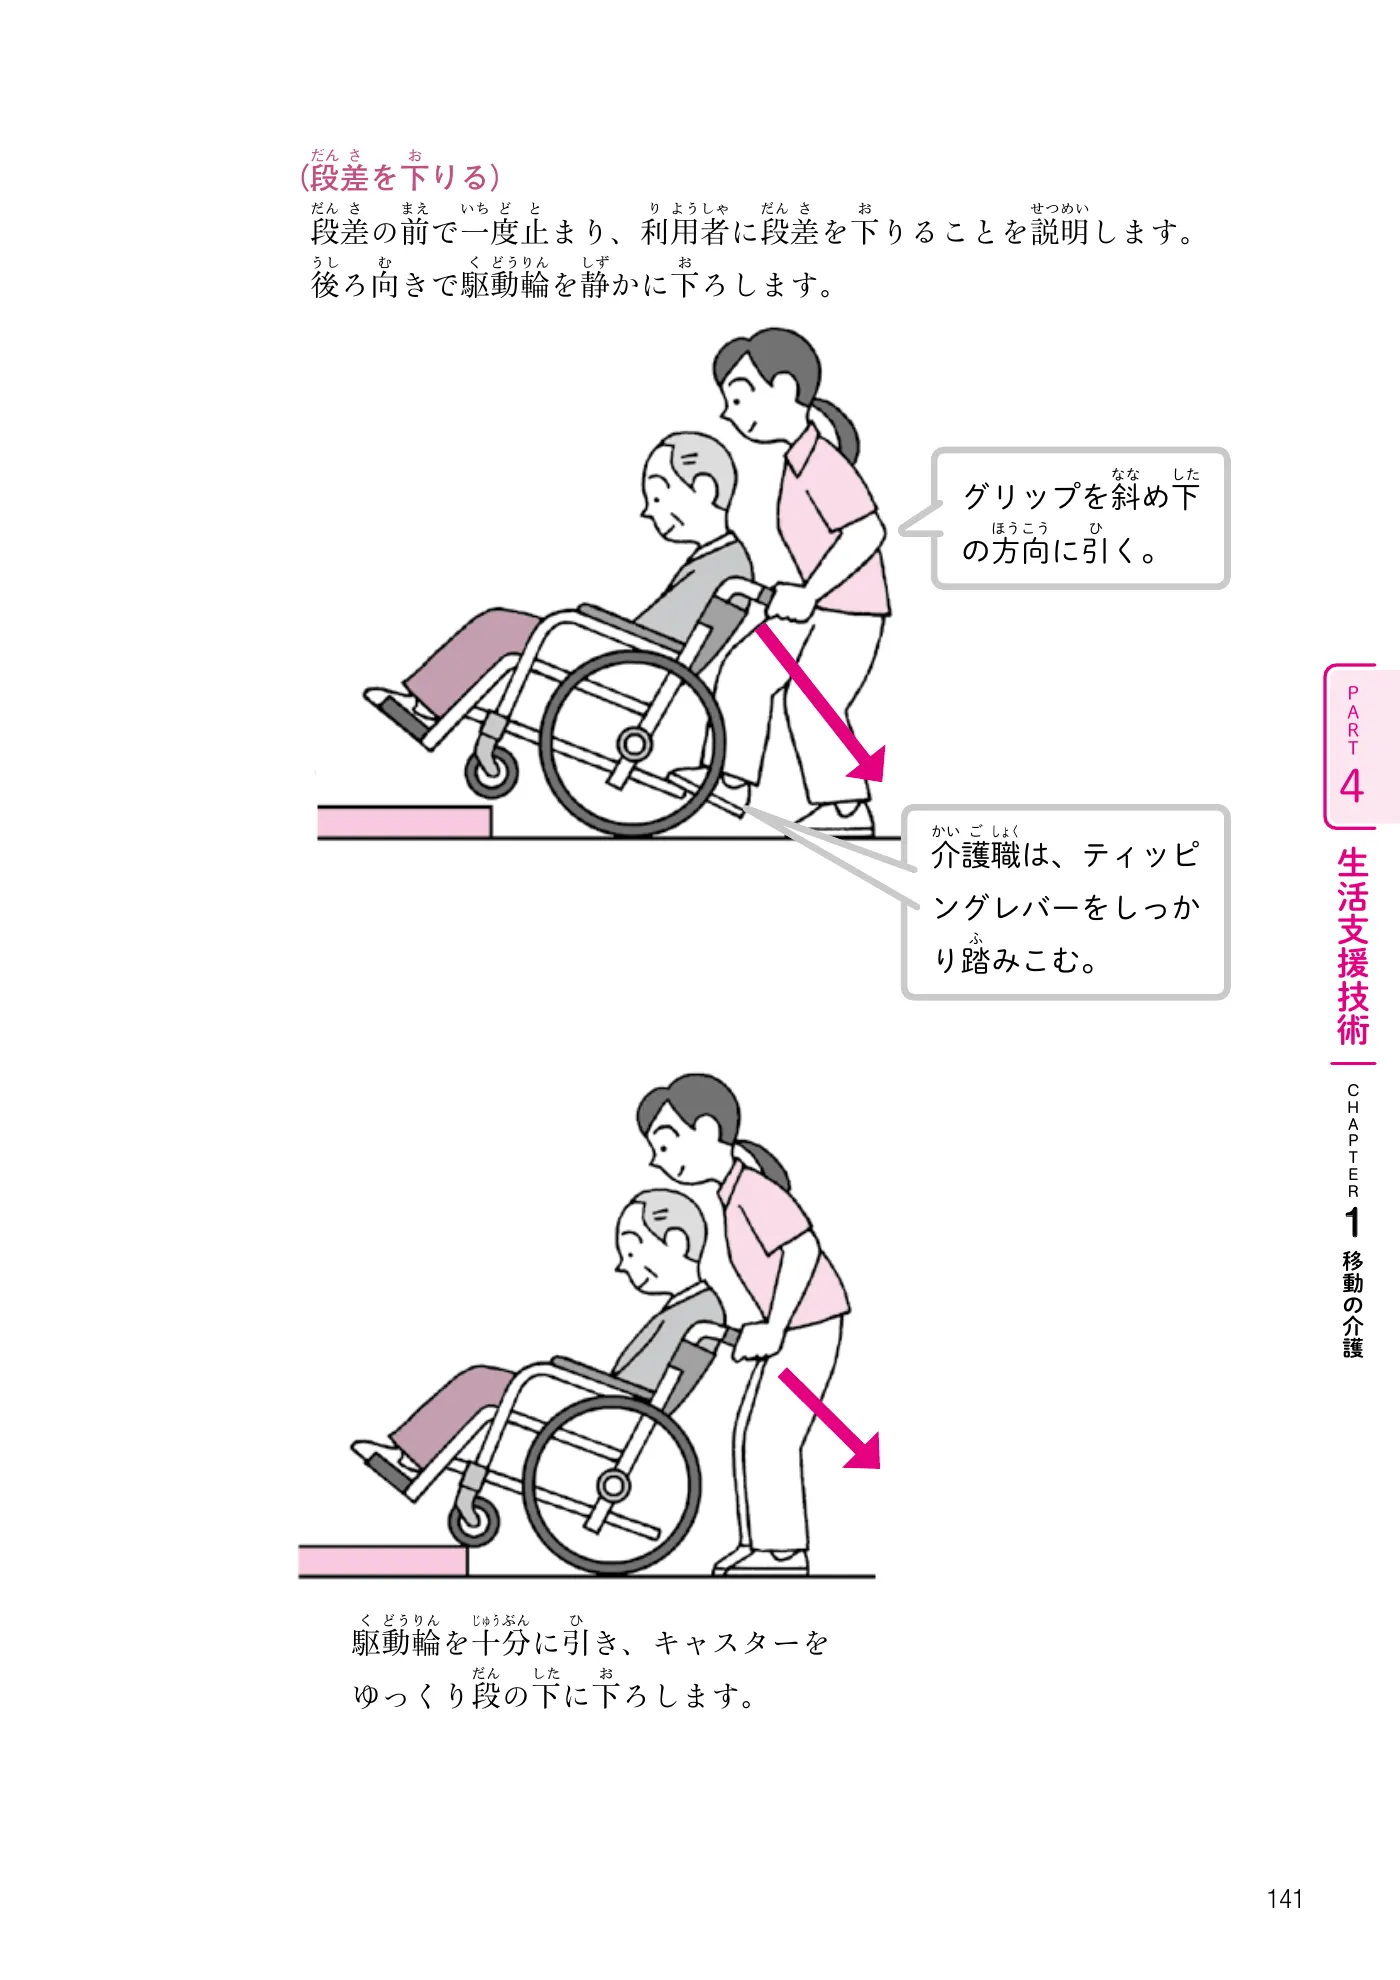 (段差を下りる)
段差の前で一度止まり、利用者に段差を下りることを説明します。
後ろ向きで駆動輪を静かに下ろします。
グリップを斜め下
の方向に引く。
介護職は、ティッピ
ングレバーをしっか
り踏みこむ。
駆動輪を十分に引き、キャスターを
ゆっくり段の下に下ろします。
PART 4 生活支援技術
CHAPTER 1 移動の介護
141